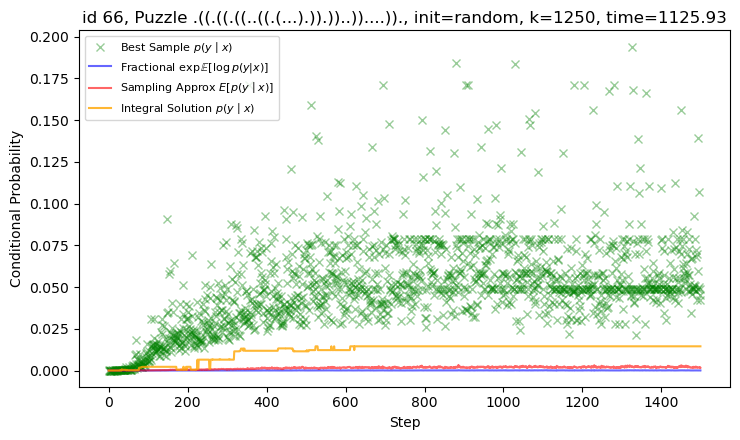 id 66, Puzzle .((.((.((..((.(...).)).))..))....))., init=random, k=1250, time=1125.93
Best Sample p(y | x)
Fractional exp𝔼[log p(y|x)]
Sampling Approx E[p(y | x)]
Integral Solution p(y | x)
Conditional Probability
0.200
0.175
0.150
0.125
0.100
0.075
0.050
0.025
0.000
0
200
400
600
800
1000
1200
1400
Step